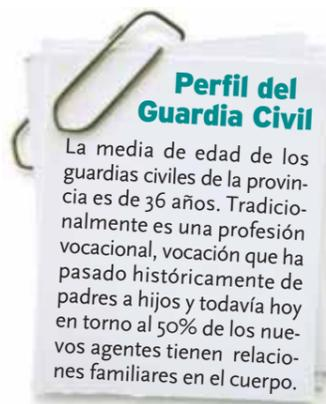 Perfil del
Guardia Civil
La media de edad de los
guardias civiles de la provin-
cia es de 36 años. Tradicio-
nalmente es una profesión
vocacional, vocación que ha
pasado históricamente de
padres a hijos y todavía hoy
en torno al 50% de los nue-
vos agentes tienen relacio-
nes familiares en el cuerpo.